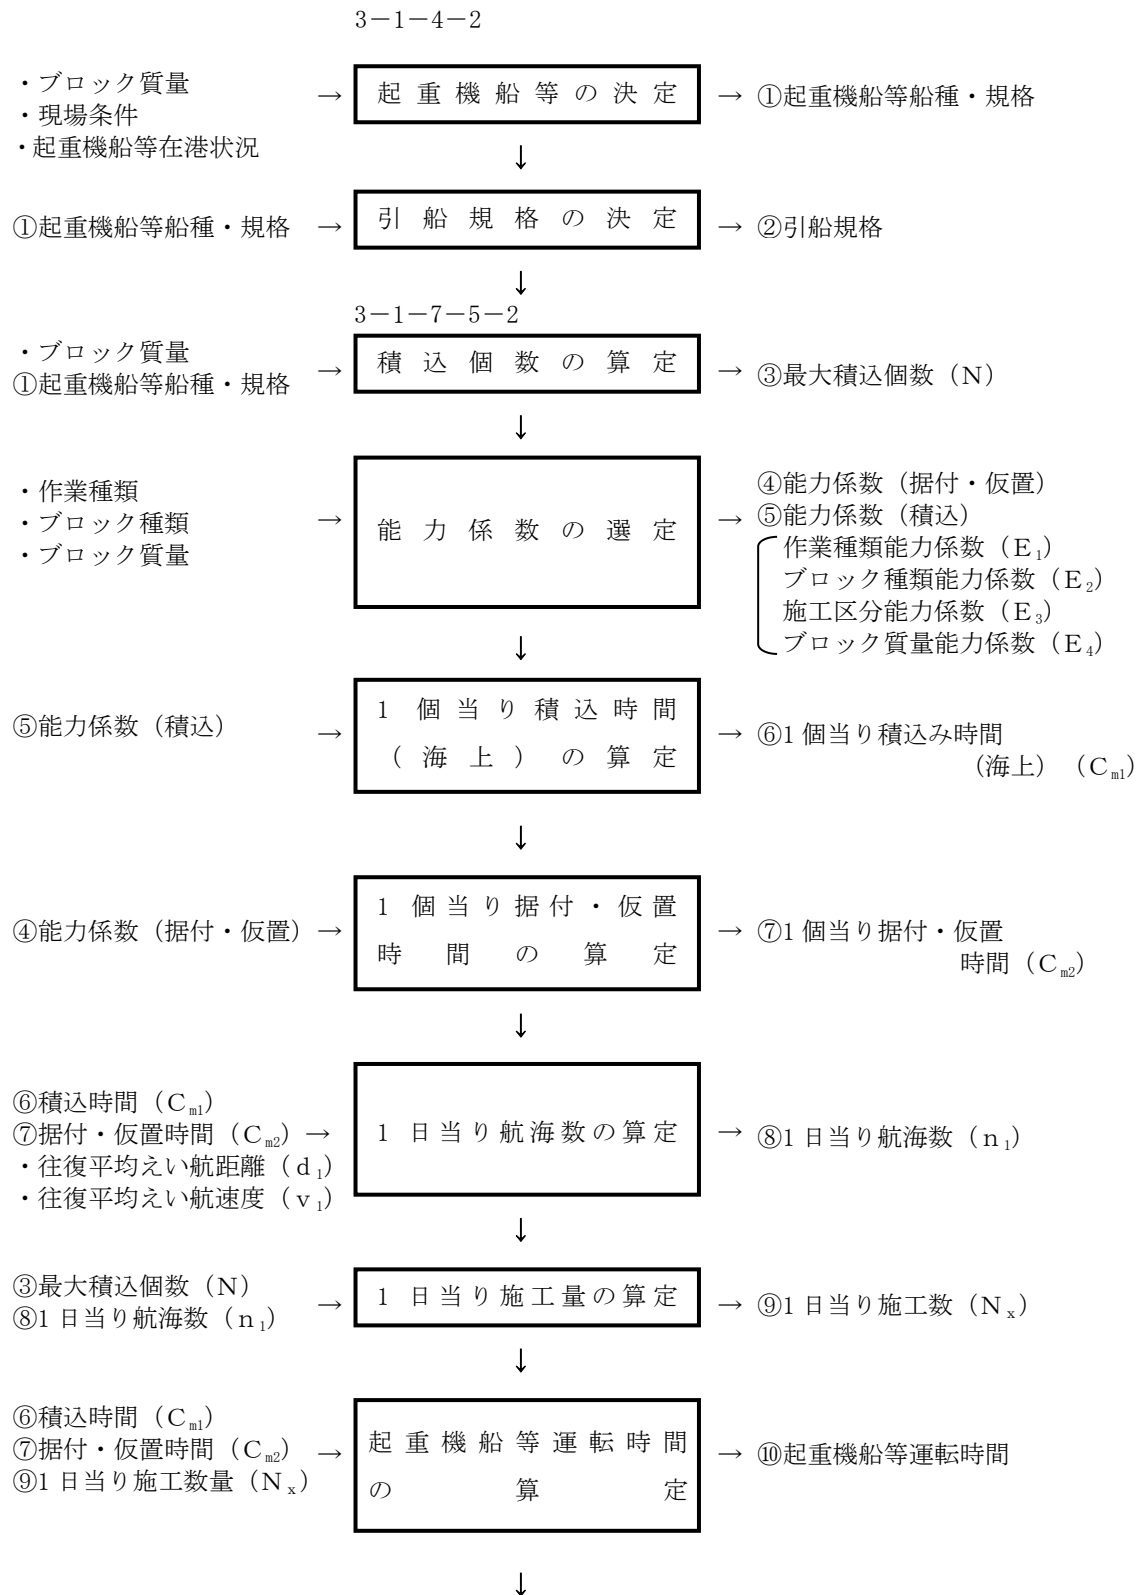 3-1-4-2
・ブロック質量
・現場条件
・起重機船等在港状況
→
起重機船等の決定
→ ①起重機船等船種・規格
↓
①起重機船等船種・規格 →
引船規格の決定
→ ②引船規格
↓
3-1-7-5-2
・ブロック質量
①起重機船等船種・規格
→
積込個数の算定
→ ③最大積込個数（N）
↓
・作業種類
・ブロック種類
・ブロック質量
→
能力係数の選定
→
④能力係数（据付・仮置）
⑤能力係数（積込）
作業種類能力係数（E₁）
ブロック種類能力係数（E₂）
施工区分能力係数（E₃）
ブロック質量能力係数（E₄）
↓
⑤能力係数（積込） →
1個当り積込時間
（海上）の算定
→ ⑥1個当り積込み時間
（海上）（Cm1）
↓
④能力係数（据付・仮置）→
1個当り据付・仮置
時間の算定
→ ⑦1個当り据付・仮置
時間（Cm2）
↓
⑥積込時間（Cm1）
⑦据付・仮置時間（Cm2）→
・往復平均えい航距離（d₁）
・往復平均えい航速度（v₁）
1日当り航海数の算定
→ ⑧1日当り航海数（n₁）
↓
③最大積込個数（N）
⑧1日当り航海数（n₁）
→
1日当り施工量の算定
→ ⑨1日当り施工数（Nx）
↓
⑥積込時間（Cm1）
⑦据付・仮置時間（Cm2）
⑨1日当り施工数量（Nx）
→
起重機船等運転時間
の算定
→ ⑩起重機船等運転時間
↓